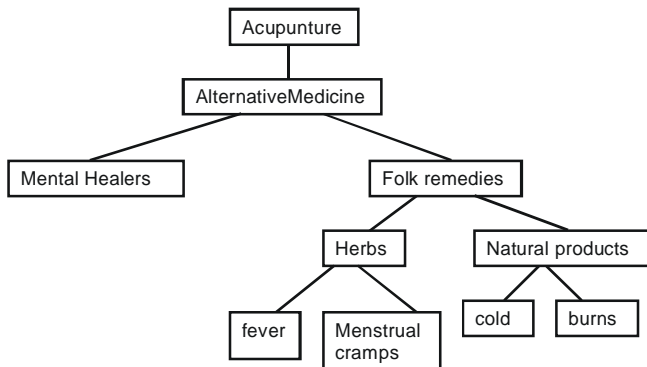 Acupunture
AlternativeMedicine
Mental Healers
Folk remedies
Herbs
Natural products
fever
Menstrual
cramps
cold
burns